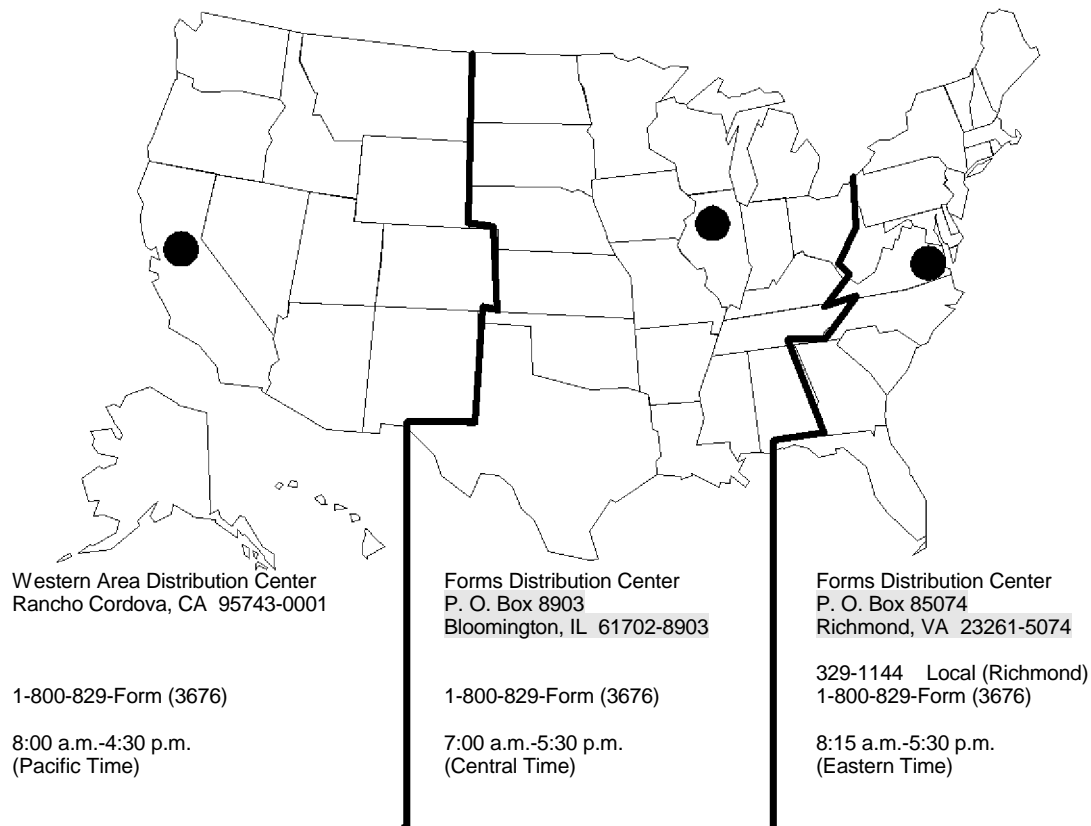 Western Area Distribution Center
Rancho Cordova, CA 95743-0001
1-800-829-Form (3676)
8:00 a.m.-4:30 p.m.
(Pacific Time)
Forms Distribution Center
P. O. Box 8903
Bloomington, IL 61702-8903
1-800-829-Form (3676)
7:00 a.m.-5:30 p.m.
(Central Time)
Forms Distribution Center
P. O. Box 85074
Richmond, VA 23261-5074
329-1144 Local (Richmond)
1-800-829-Form (3676)
8:15 a.m.-5:30 p.m.
(Eastern Time)